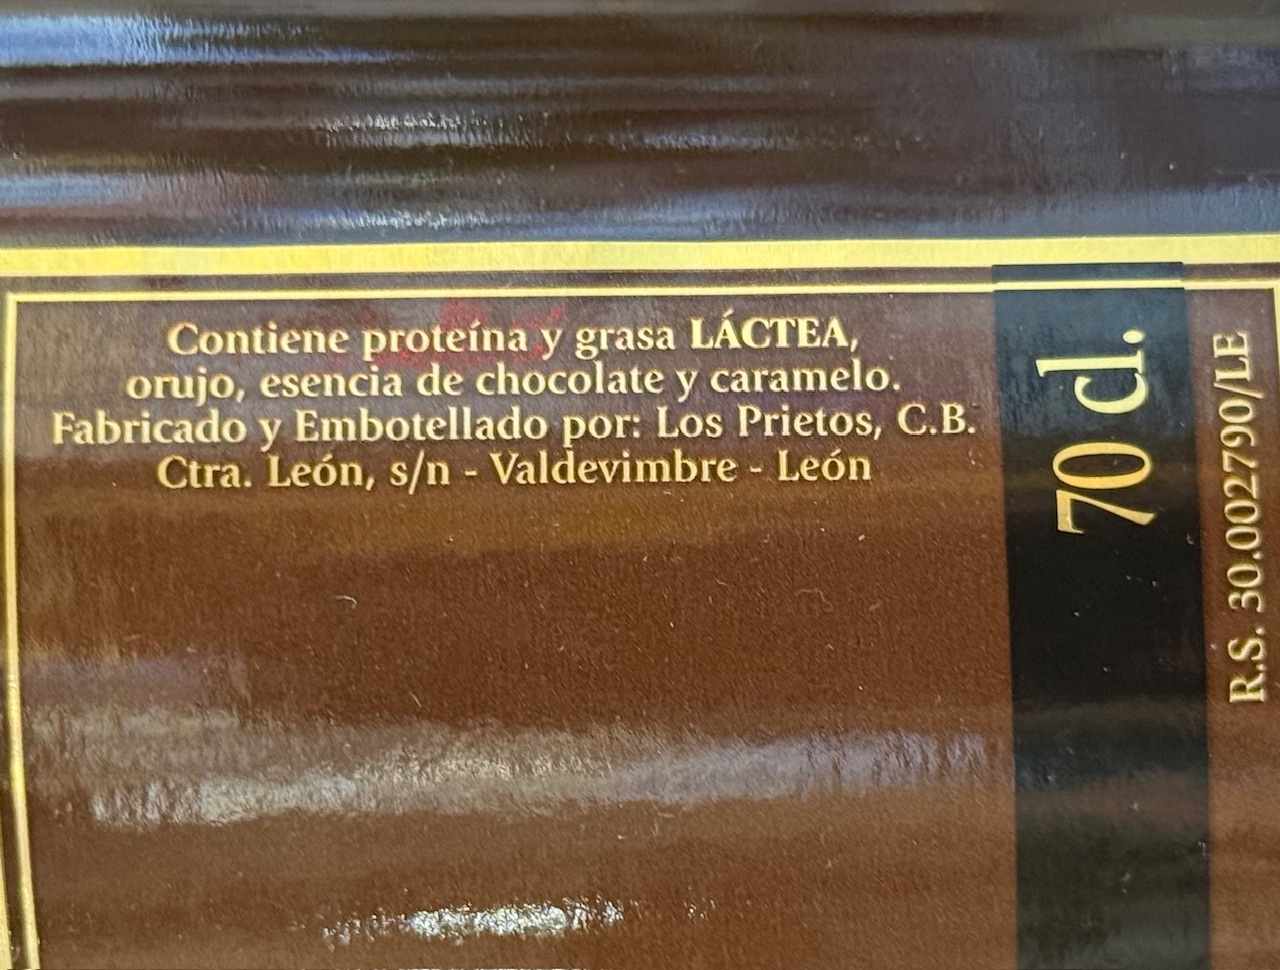 Contiene proteína y grasa LÁCTEA,
orujo, esencia de chocolate y caramelo.
Fabricado y Embotellado por: Los Prietos, C.B.
Ctra. León, s/n - Valdevimbre - León
70 cl.
R.S. 30.002790/LE